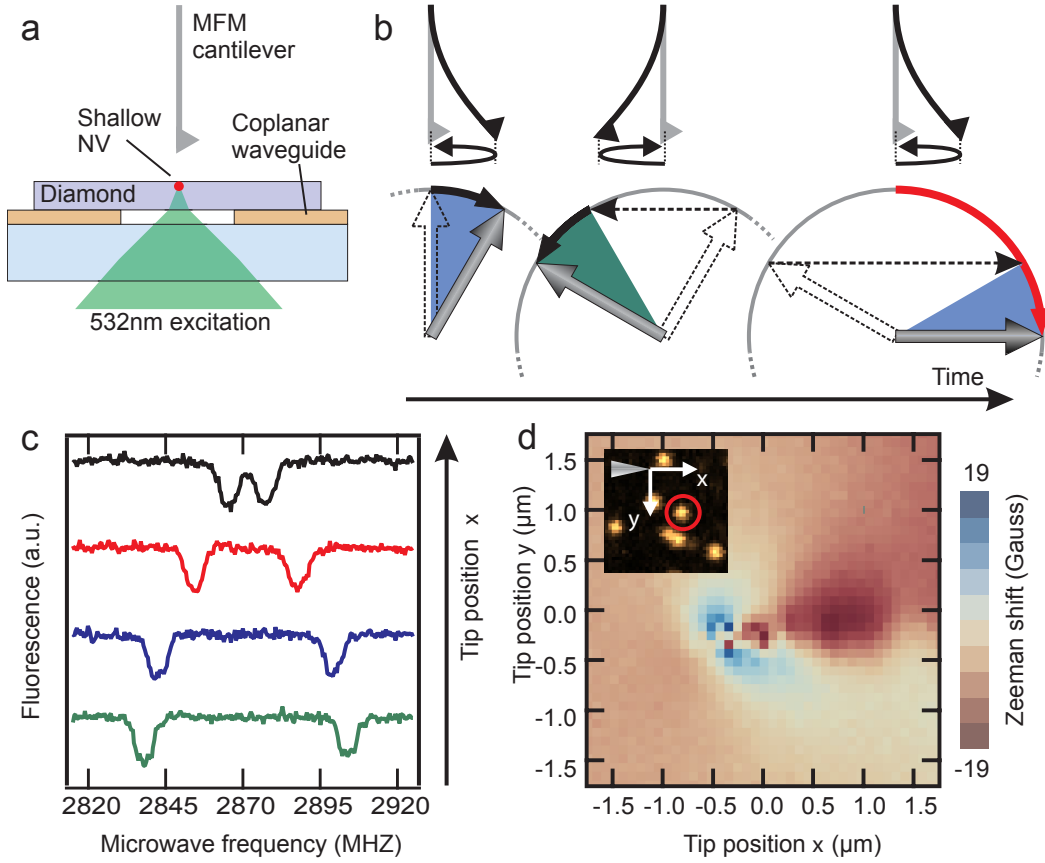 a
MFM
cantilever
Shallow
NV
Coplanar
waveguide
Diamond
532nm excitation
b
Time
c
Fluorescence (a.u.)
2820 2845 2870 2895 2920
Microwave frequency (MHZ)
Tip position x
d
1.5
1.0
0.5
0.0
-0.5
-1.0
-1.5
Tip position y (µm)
x
y
-1.5 -1.0 -0.5 0.0 0.5 1.0 1.5
Tip position x (µm)
19
-19
Zeeman shift (Gauss)